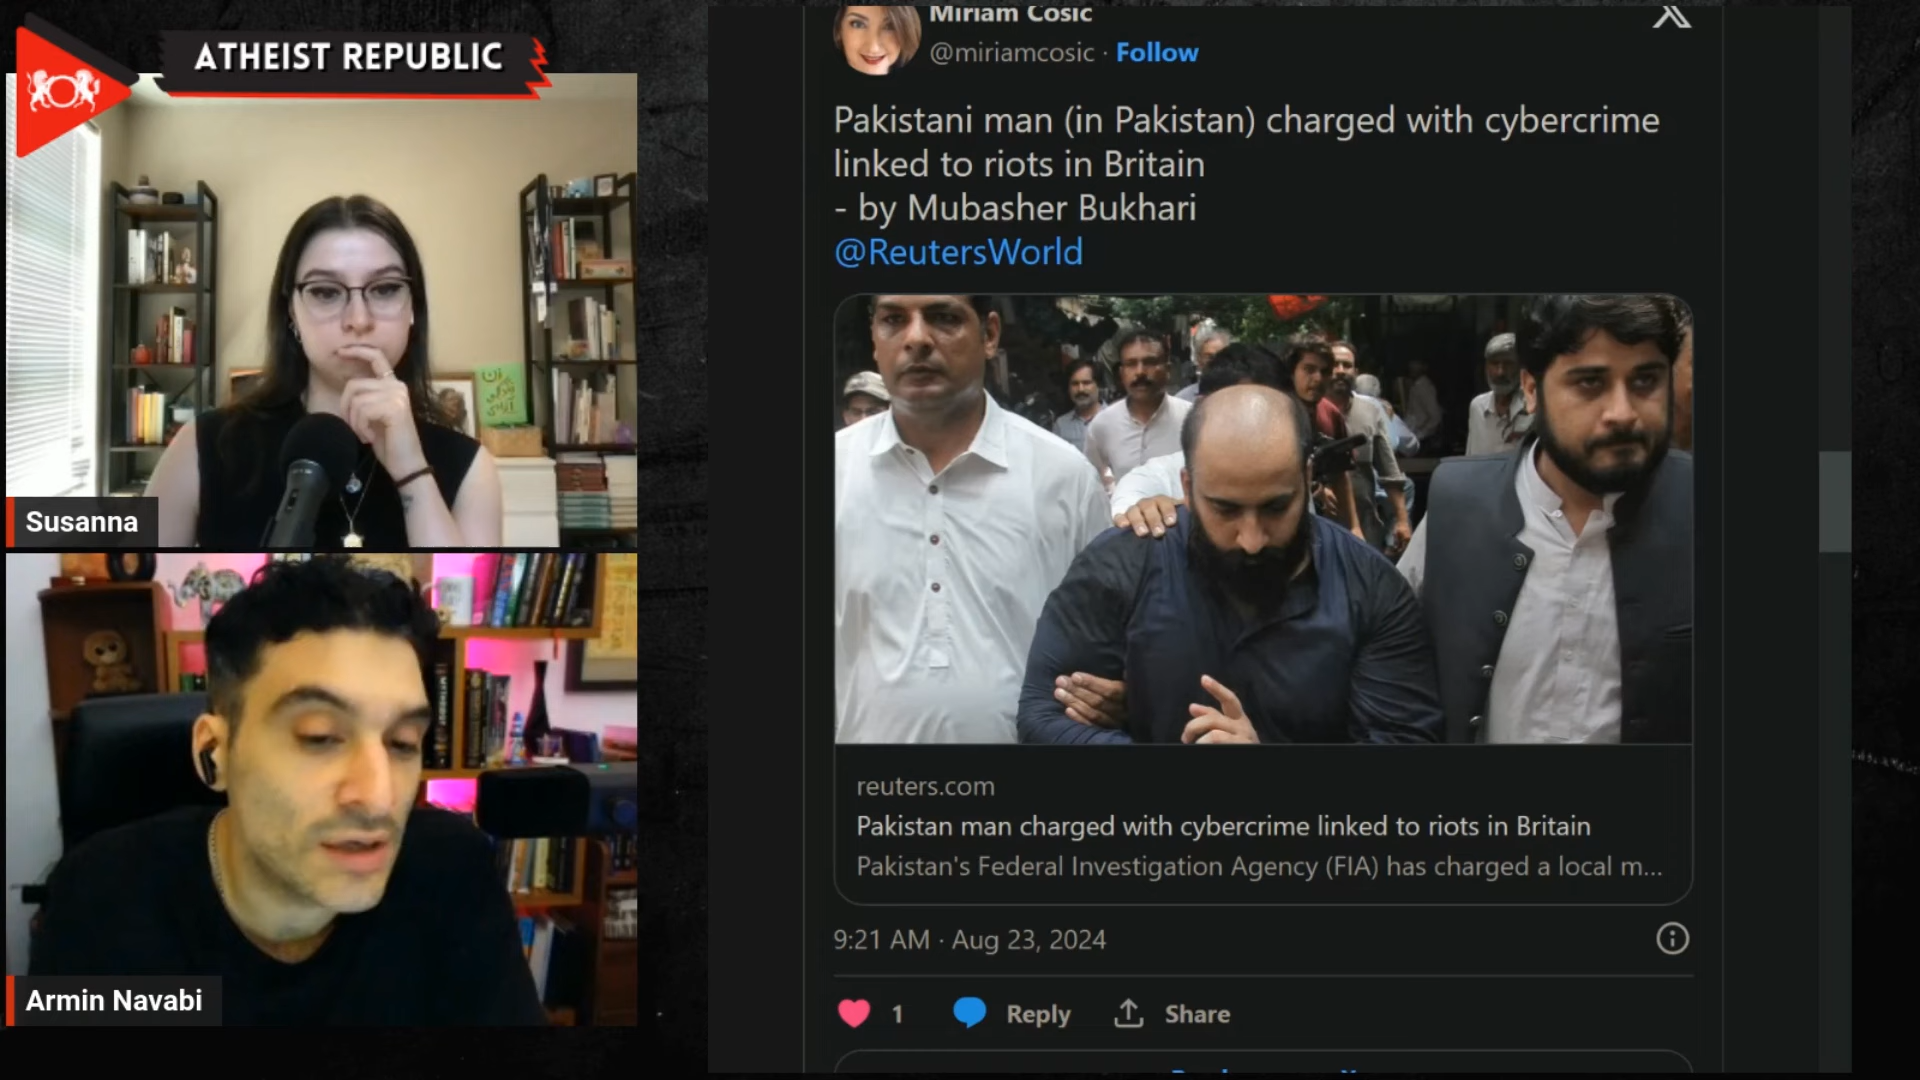 ATHEIST REPUBLIC
Susanna
Armin Navabi
Miriam Cosic
@miriamcosic · Follow
Pakistani man (in Pakistan) charged with cybercrime
linked to riots in Britain
- by Mubasher Bukhari
@ReutersWorld
reuters.com
Pakistan man charged with cybercrime linked to riots in Britain
Pakistan's Federal Investigation Agency (FIA) has charged a local m...
9:21 AM · Aug 23, 2024
1
Reply
Share